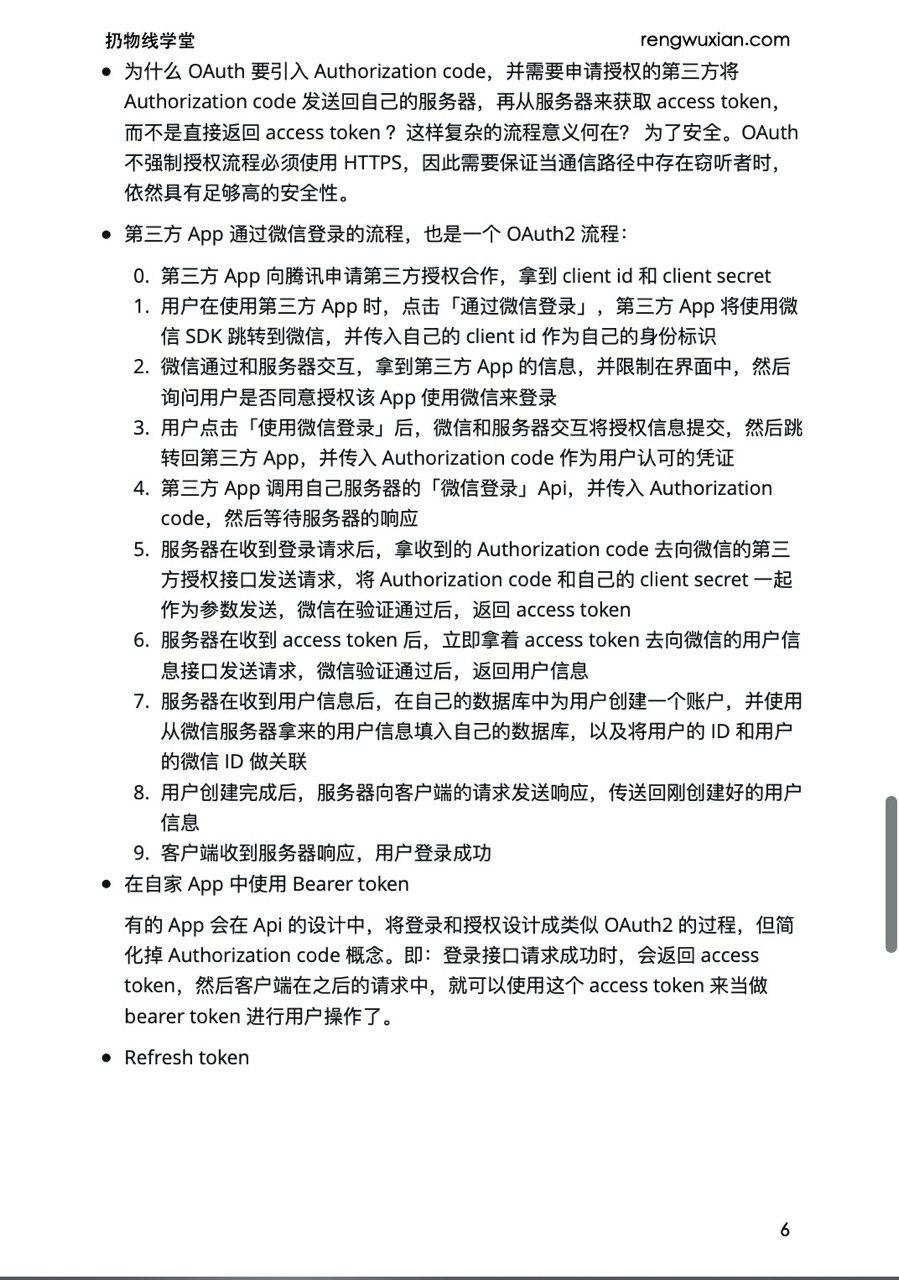 扔物线学堂
rengwuxian.com
• 为什么 OAuth 要引入 Authorization code，并需要申请授权的第三方将
Authorization code 发送回自己的服务器，再从服务器来获取 access token，
而不是直接返回 access token ？这样复杂的流程意义何在？ 为了安全。OAuth
不强制授权流程必须使用 HTTPS，因此需要保证当通信路径中存在窃听者时，
依然具有足够高的安全性。
• 第三方 App 通过微信登录的流程，也是一个 OAuth2 流程：
0. 第三方 App 向腾讯申请第三方授权合作，拿到 client id 和 client secret
1. 用户在使用第三方 App 时，点击「通过微信登录」，第三方 App 将使用微
信 SDK 跳转到微信，并传入自己的 client id 作为自己的身份标识
2. 微信通过和服务器交互，拿到第三方 App 的信息，并限制在界面中，然后
询问用户是否同意授权该 App 使用微信来登录
3. 用户点击「使用微信登录」后，微信和服务器交互将授权信息提交，然后跳
转回第三方 App，并传入 Authorization code 作为用户认可的凭证
4. 第三方 App 调用自己服务器的「微信登录」Api，并传入 Authorization
code，然后等待服务器的响应
5. 服务器在收到登录请求后，拿收到的 Authorization code 去向微信的第三
方授权接口发送请求，将 Authorization code 和自己的 client secret 一起
作为参数发送，微信在验证通过后，返回 access token
6. 服务器在收到 access token 后，立即拿着 access token 去向微信的用户信
息接口发送请求，微信验证通过后，返回用户信息
7. 服务器在收到用户信息后，在自己的数据库中为用户创建一个账户，并使用
从微信服务器拿来的用户信息填入自己的数据库，以及将用户的 ID 和用户
的微信 ID 做关联
8. 用户创建完成后，服务器向客户端的请求发送响应，传送回刚创建好的用户
信息
9. 客户端收到服务器响应，用户登录成功
• 在自家 App 中使用 Bearer token
有的 App 会在 Api 的设计中，将登录和授权设计成类似 OAuth2 的过程，但简
化掉 Authorization code 概念。即：登录接口请求成功时，会返回 access
token，然后客户端在之后的请求中，就可以使用这个 access token 来当做
bearer token 进行用户操作了。
• Refresh token
6